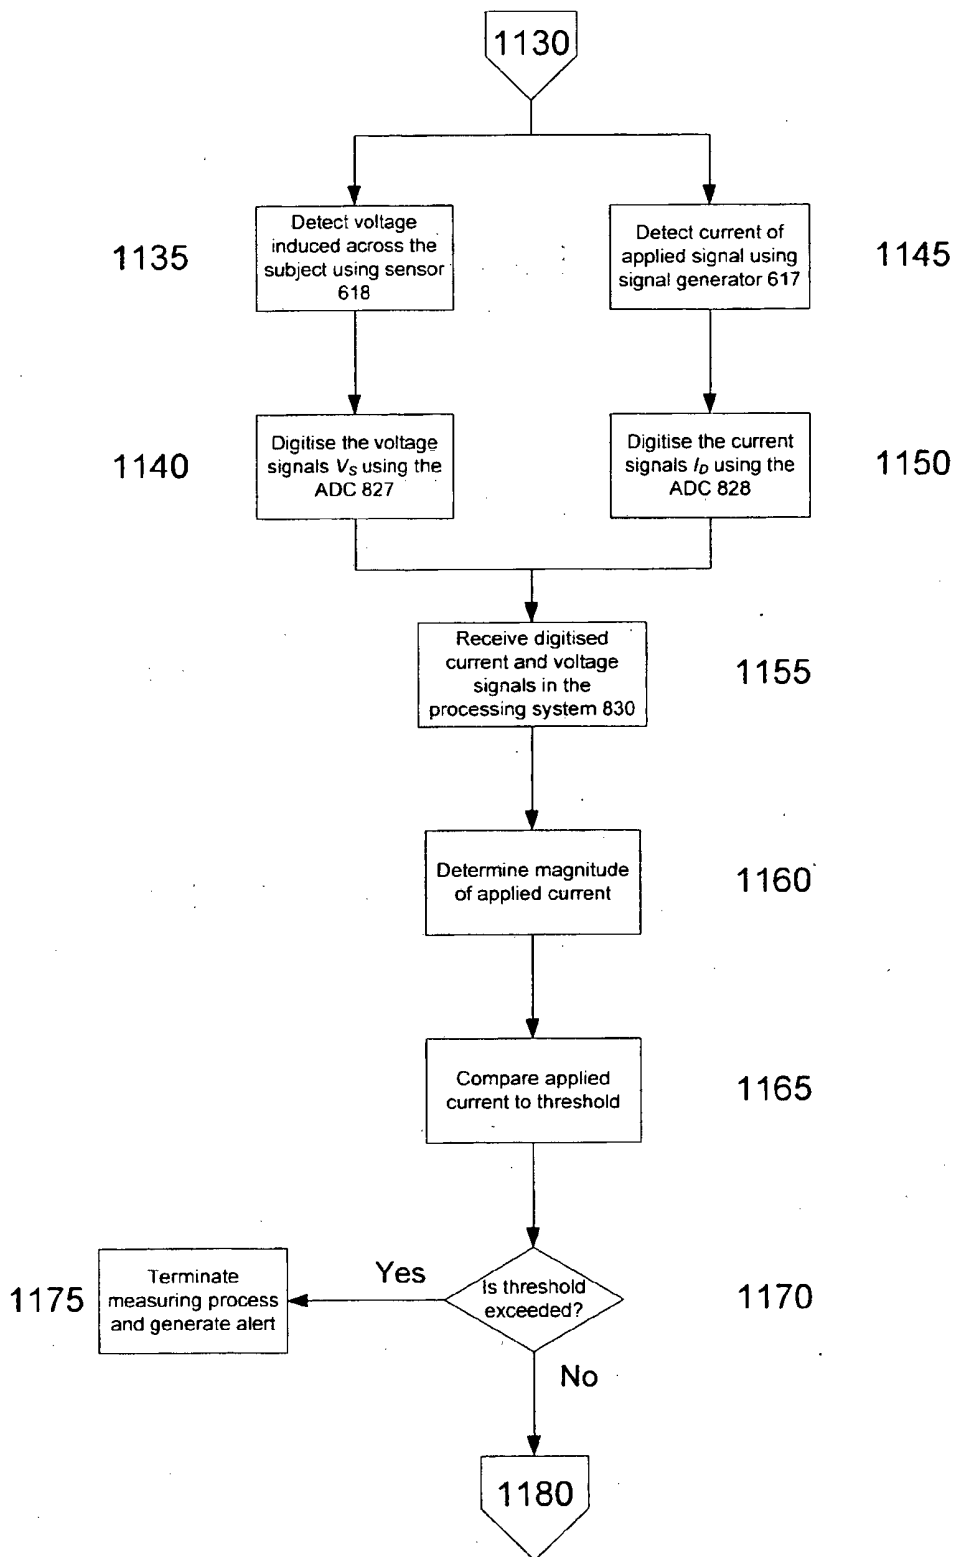 1130
1135
Detect voltage
induced across the
subject using sensor
618
Detect current of
applied signal using
signal generator 617
1145
1140
Digitise the voltage
signals VS using the
ADC 827
Digitise the current
signals ID using the
ADC 828
1150
Receive digitised
current and voltage
signals in the
processing system 830
1155
Determine magnitude
of applied current
1160
Compare applied
current to threshold
1165
1175
Terminate
measuring process
and generate alert
Yes
Is threshold
exceeded?
1170
No
1180